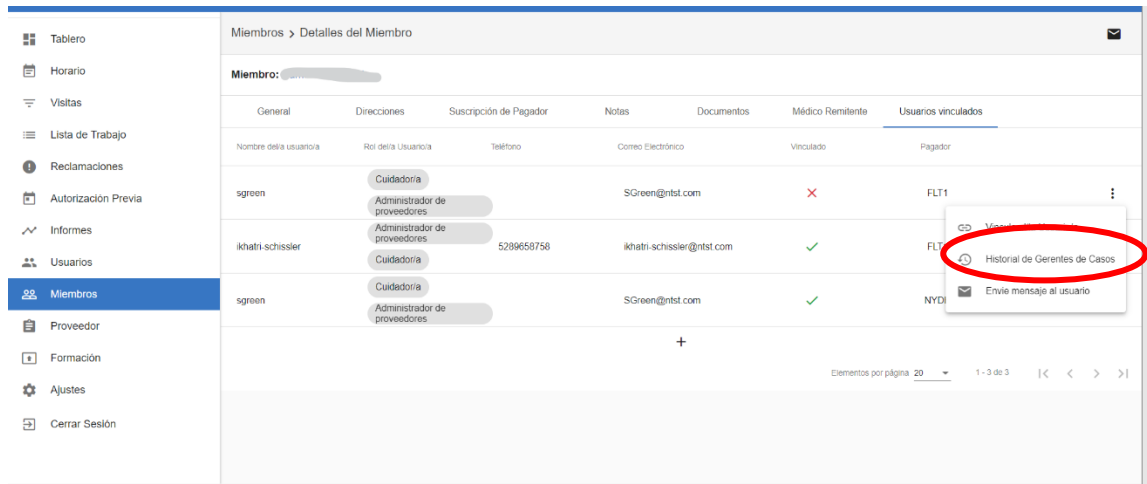 Tablero
Horario
Visitas
Lista de Trabajo
Reclamaciones
Autorización Previa
Informes
Usuarios
Miembros
Proveedor
Formación
Ajustes
Cerrar Sesión
Miembros > Detalles del Miembro
Miembro:
General Direcciones Suscripción de Pagador Notas Documentos Médico Remitente Usuarios vinculados
Nombre del/a usuario/a Rol del/a Usuario/a Teléfono Correo Electrónico Vinculado Pagador
sgreen Cuidador/a SGreen@ntst.com FLT1
Administrador de
proveedores
ikhatri-schissler Administrador de 5289658758 ikhatri-schissler@ntst.com
proveedores
Cuidador/a
sgreen Cuidador/a SGreen@ntst.com
Administrador de
proveedores
Historial de Gerentes de Casos
Envíe mensaje al usuario
+
Elementos por página 20 1 - 3 de 3